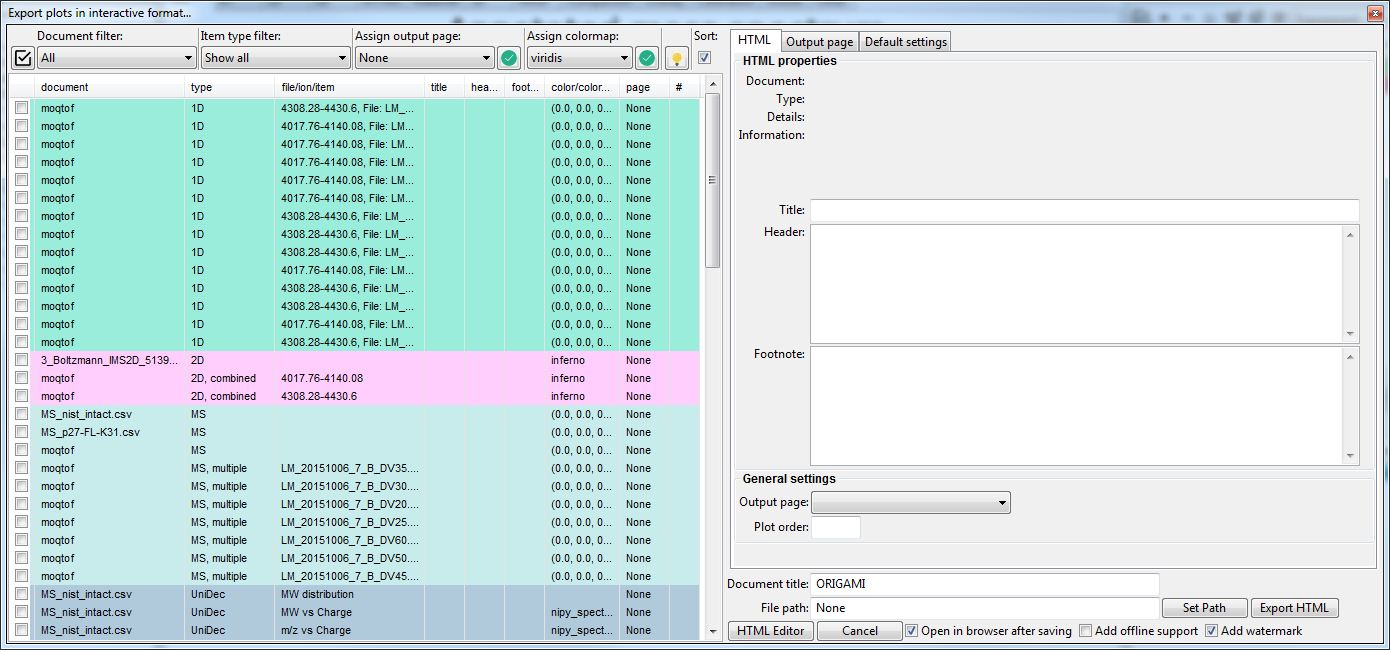 Export plots in interactive format...
Document filter: Item type filter: Assign output page: Assign colormap: Sort:
All Show all None viridis
document type file/ion/item title hea... foot... color/color... page #
moqtof 1D 4308.28-4430.6, File: LM_... (0.0, 0.0, 0... None
moqtof 1D 4017.76-4140.08, File: LM... (0.0, 0.0, 0... None
moqtof 1D 4308.28-4430.6, File: LM_... (0.0, 0.0, 0... None
moqtof 1D 4017.76-4140.08, File: LM... (0.0, 0.0, 0... None
moqtof 1D 4017.76-4140.08, File: LM... (0.0, 0.0, 0... None
moqtof 1D 4017.76-4140.08, File: LM... (0.0, 0.0, 0... None
moqtof 1D 4308.28-4430.6, File: LM_... (0.0, 0.0, 0... None
moqtof 1D 4308.28-4430.6, File: LM_... (0.0, 0.0, 0... None
moqtof 1D 4308.28-4430.6, File: LM_... (0.0, 0.0, 0... None
moqtof 1D 4017.76-4140.08, File: LM... (0.0, 0.0, 0... None
moqtof 1D 4308.28-4430.6, File: LM_... (0.0, 0.0, 0... None
moqtof 1D 4308.28-4430.6, File: LM_... (0.0, 0.0, 0... None
moqtof 1D 4017.76-4140.08, File: LM... (0.0, 0.0, 0... None
moqtof 1D 4308.28-4430.6, File: LM_... (0.0, 0.0, 0... None
3_Boltzmann_IMS2D_5139... 2D inferno None
moqtof 2D, combined 4017.76-4140.08 inferno None
moqtof 2D, combined 4308.28-4430.6 inferno None
MS_nist_intact.csv MS (0.0, 0.0, 0... None
MS_p27-FL-K31.csv MS (0.0, 0.0, 0... None
moqtof MS (0.0, 0.0, 0... None
moqtof MS, multiple LM_20151006_7_B_DV35.... (0.0, 0.0, 0... None
moqtof MS, multiple LM_20151006_7_B_DV30.... (0.0, 0.0, 0... None
moqtof MS, multiple LM_20151006_7_B_DV20.... (0.0, 0.0, 0... None
moqtof MS, multiple LM_20151006_7_B_DV25.... (0.0, 0.0, 0... None
moqtof MS, multiple LM_20151006_7_B_DV60.... (0.0, 0.0, 0... None
moqtof MS, multiple LM_20151006_7_B_DV50.... (0.0, 0.0, 0... None
moqtof MS, multiple LM_20151006_7_B_DV45.... (0.0, 0.0, 0... None
MS_nist_intact.csv UniDec MW distribution None
MS_nist_intact.csv UniDec MW vs Charge nipy_spect... None
MS_nist_intact.csv UniDec m/z vs Charge nipy_spect... None
HTML Output page Default settings
HTML properties
Document:
Type:
Details:
Information:
Title:
Header:
Footnote:
General settings
Output page:
Plot order:
Document title: ORIGAMI
File path: None Set Path Export HTML
HTML Editor Cancel Open in browser after saving Add offline support Add watermark